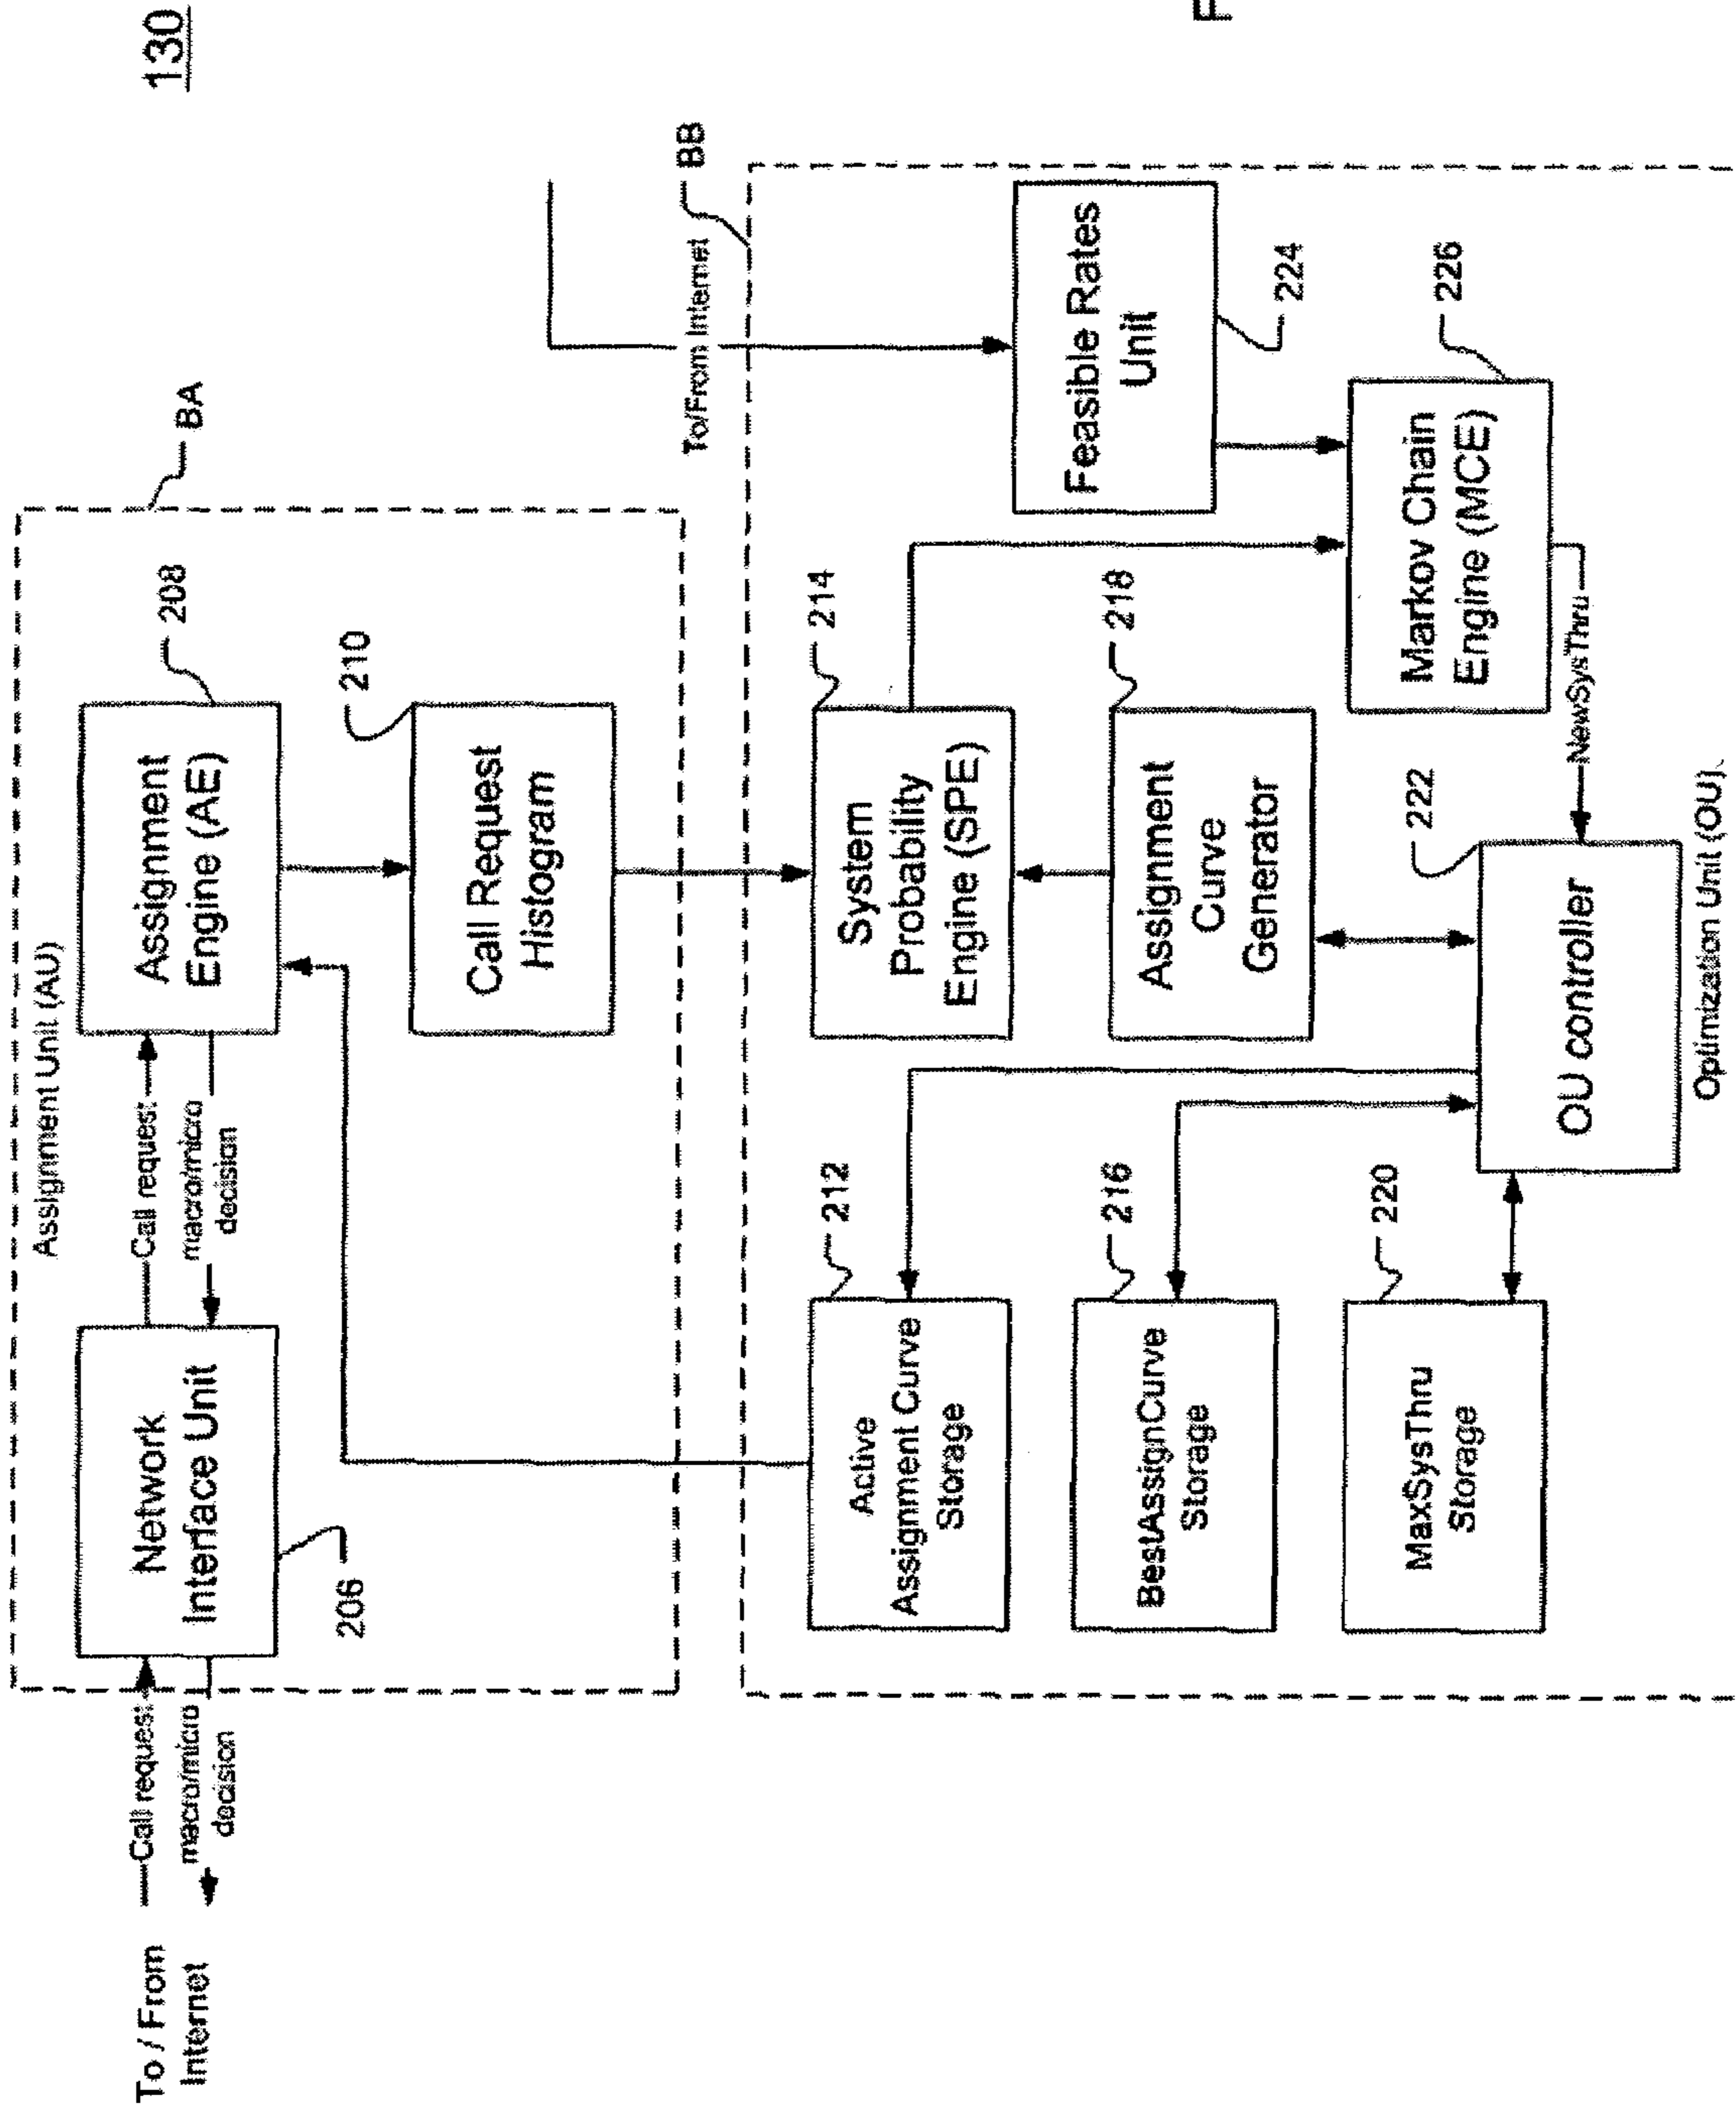 130
BA
Assignment Unit (AU)
To / From
Internet
Call request
macro/micro
decision
Network
Interface Unit
206
Call request
macro/micro
decision
Assignment
Engine (AE)
208
Call Request
Histogram
210
BB
To/From Internet
Active
Assignment Curve
Storage
212
System
Probability
Engine (SPE)
214
Feasible Rates
Unit
224
BestAssignCurve
Storage
216
Assignment
Curve
Generator
218
Markov Chain
Engine (MCE)
226
MaxSysThru
Storage
220
OU controller
222
NewSysThru
Optimization Unit (OU)
F